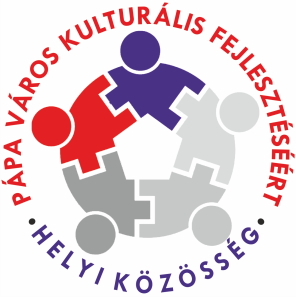 PÁPA VÁROS KULTURÁLIS FEJLESZTÉSÉÉRT
• HELYI KÖZÖSSÉG •